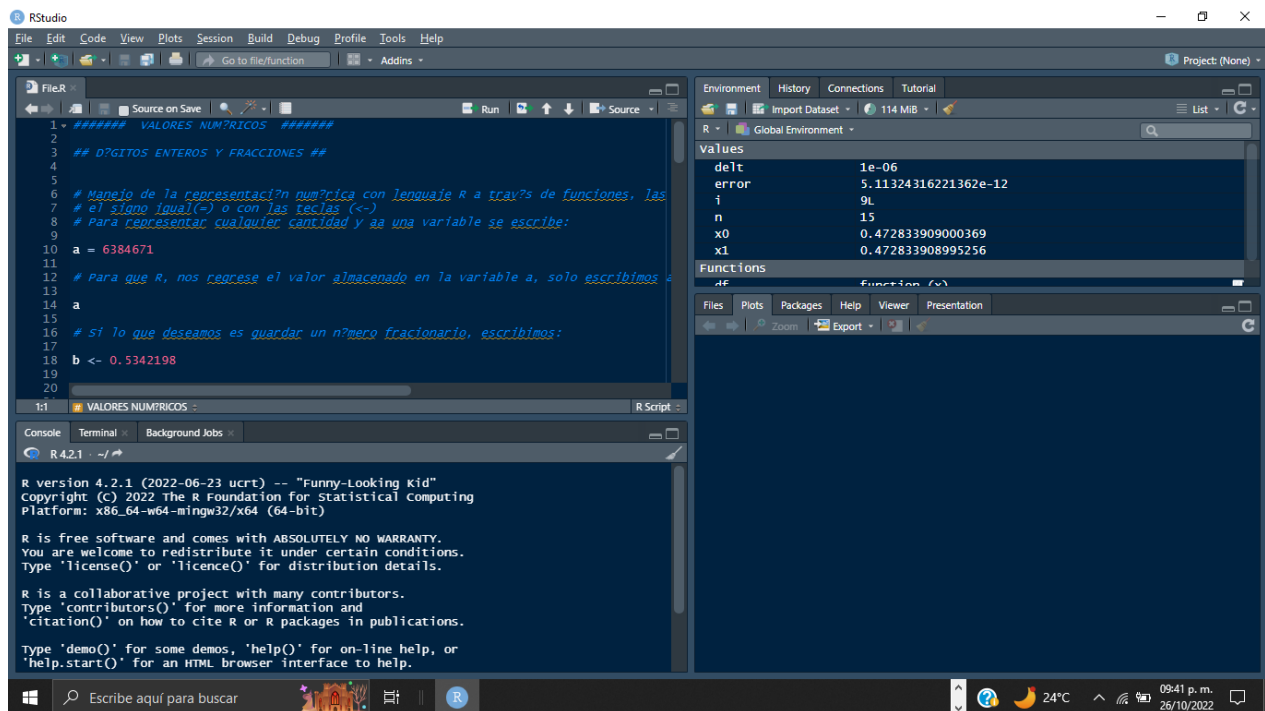 RStudio
File Edit Code View Plots Session Build Debug Profile Tools Help
Go to file/function Addins Project: (None)
File.R
Source on Save Run Source
1 ####### VALORES NUM?RICOS #######
2
3 ## D?GITOS ENTEROS Y FRACCIONES ##
4
5
6 # Manejo de la representaci?n num?rica con lenguaje R a trav?s de funciones, las
7 # el signo igual(=) o con las teclas (<-)
8 # Para representar cualquier cantidad y aa una variable se escribe:
9
10 a = 6384671
11
12 # Para que R, nos regrese el valor almacenado en la variable a, solo escribimos a
13
14 a
15
16 # Si lo que deseamos es guardar un n?mero fracionario, escribimos:
17
18 b <- 0.5342198
19
20
1:1 # VALORES NUM?RICOS R Script
Console Terminal Background Jobs
R 4.2.1 · ~/
R version 4.2.1 (2022-06-23 ucrt) -- "Funny-Looking Kid"
Copyright (C) 2022 The R Foundation for Statistical Computing
Platform: x86_64-w64-mingw32/x64 (64-bit)
R is free software and comes with ABSOLUTELY NO WARRANTY.
You are welcome to redistribute it under certain conditions.
Type 'license()' or 'licence()' for distribution details.
R is a collaborative project with many contributors.
Type 'contributors()' for more information and
'citation()' on how to cite R or R packages in publications.
Type 'demo()' for some demos, 'help()' for on-line help, or
'help.start()' for an HTML browser interface to help.
Environment History Connections Tutorial
Import Dataset 114 MiB List
R Global Environment
Values
delt 1e-06
error 5.11324316221362e-12
i 9L
n 15
x0 0.472833909000369
x1 0.472833908995256
Functions
df function (x)
Files Plots Packages Help Viewer Presentation
Zoom Export
Escribe aquí para buscar
24°C
09:41 p. m.
26/10/2022